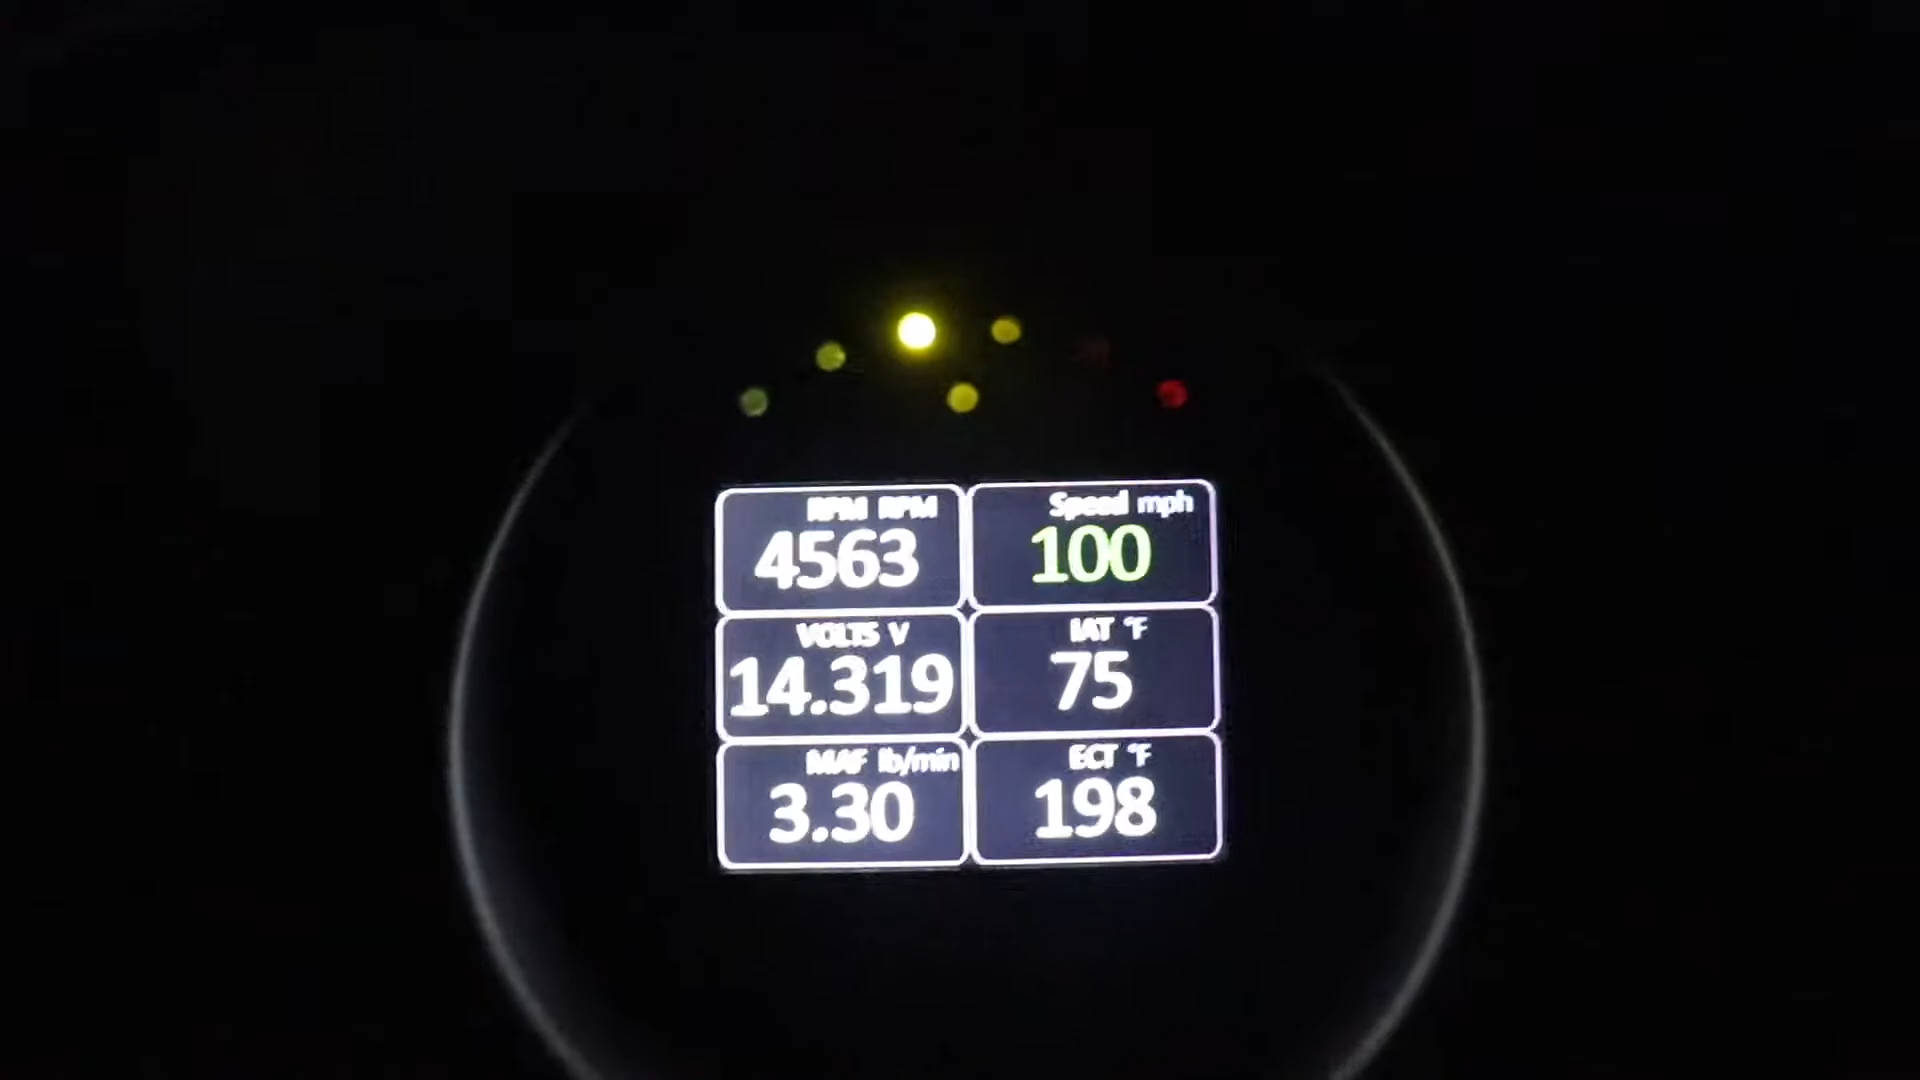 RPM RPM
4563
Speed mph
100
VOLTS V
14.319
IAT °F
75
MAF lb/min
3.30
ECT °F
198